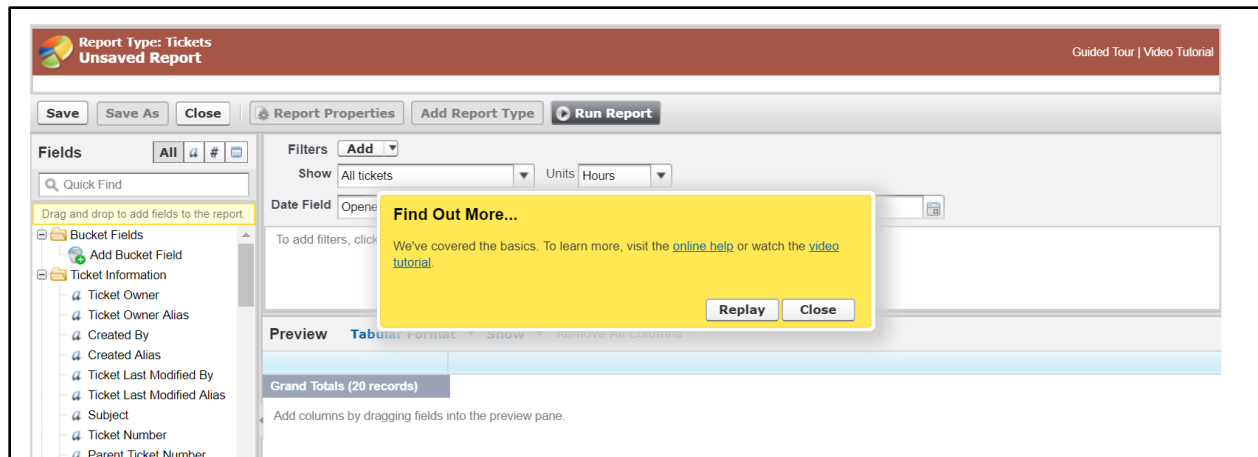 Report Type: Tickets
Unsaved Report
Guided Tour | Video Tutorial
Save Save As Close Report Properties Add Report Type Run Report
Fields All a #
Quick Find
Drag and drop to add fields to the report.
Bucket Fields
Add Bucket Field
Ticket Information
a Ticket Owner
a Ticket Owner Alias
a Created By
a Created Alias
a Ticket Last Modified By
a Ticket Last Modified Alias
a Subject
a Ticket Number
a Parent Ticket Number
Filters Add
Show All tickets Units Hours
Date Field Opene
To add filters, click
Find Out More...
We've covered the basics. To learn more, visit the online help or watch the video
tutorial.
Replay Close
Preview Tabular Format Show Remove All Columns
Grand Totals (20 records)
Add columns by dragging fields into the preview pane.